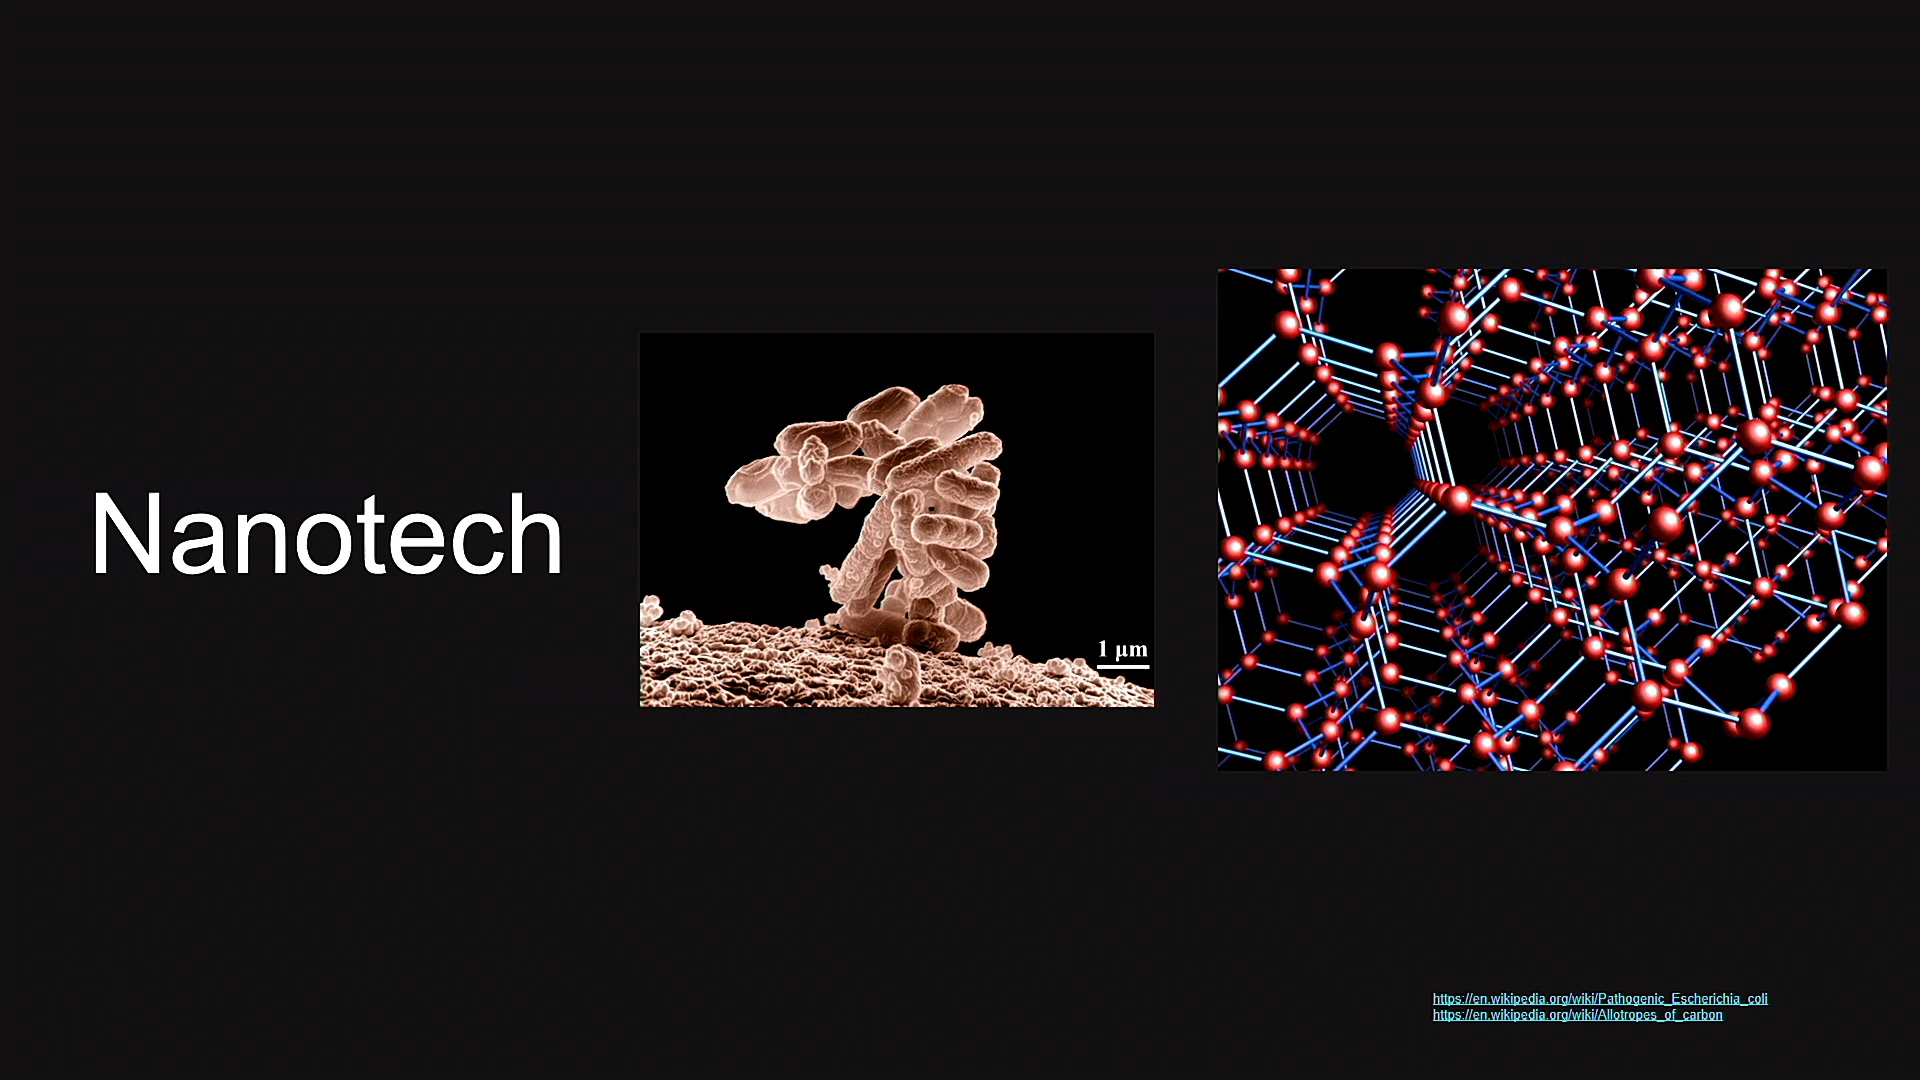 Nanotech
1 µm
https://en.wikipedia.org/wiki/Pathogenic_Escherichia_coli
https://en.wikipedia.org/wiki/Allotropes_of_carbon